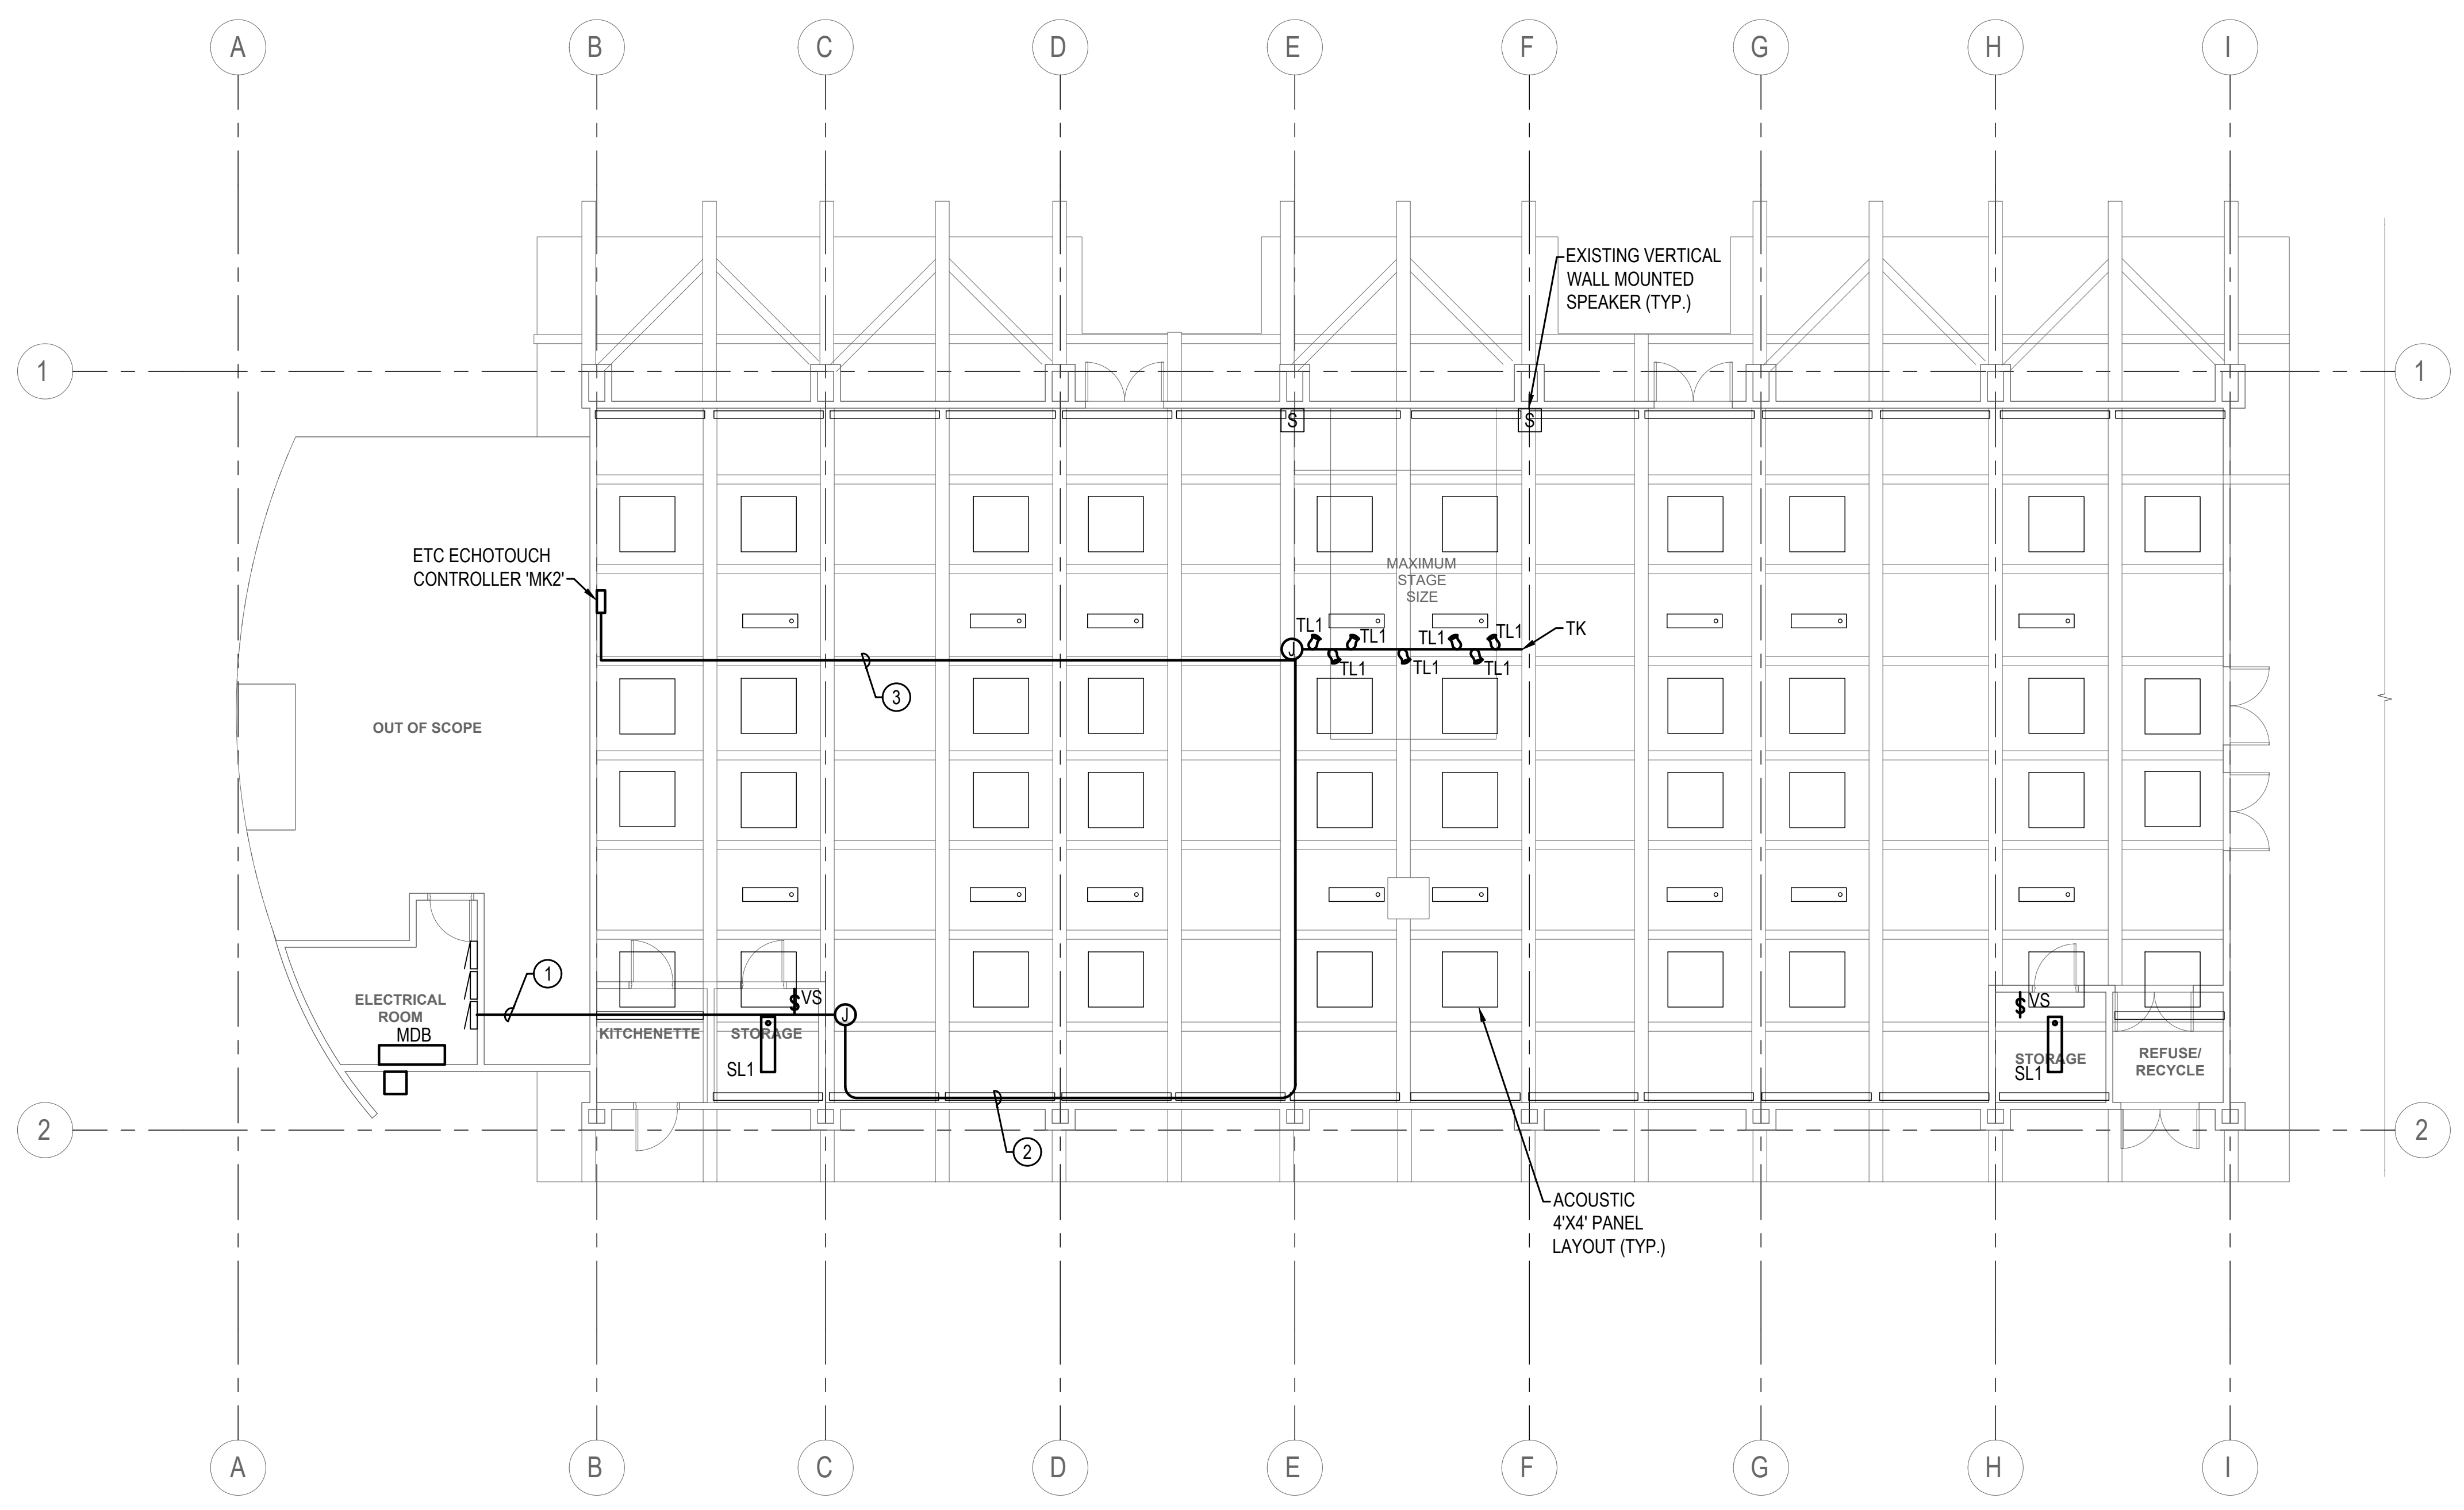 A B C D E F G H I
EXISTING VERTICAL
WALL MOUNTED
SPEAKER (TYP.)
1 1
S S
ETC ECHOTOUCH
CONTROLLER 'MK2'
MAXIMUM
STAGE
SIZE
TL1 TL1 TL1 TL1 TK
J
TL1 TL1 TL1
3
OUT OF SCOPE
1
ELECTRICAL
ROOM
MDB
$ VS
J
$ VS
KITCHENETTE
STORAGE
SL1
STORAGE
SL1
REFUSE/
RECYCLE
2 2
2
ACOUSTIC
4'X4' PANEL
LAYOUT (TYP.)
A B C D E F G H I